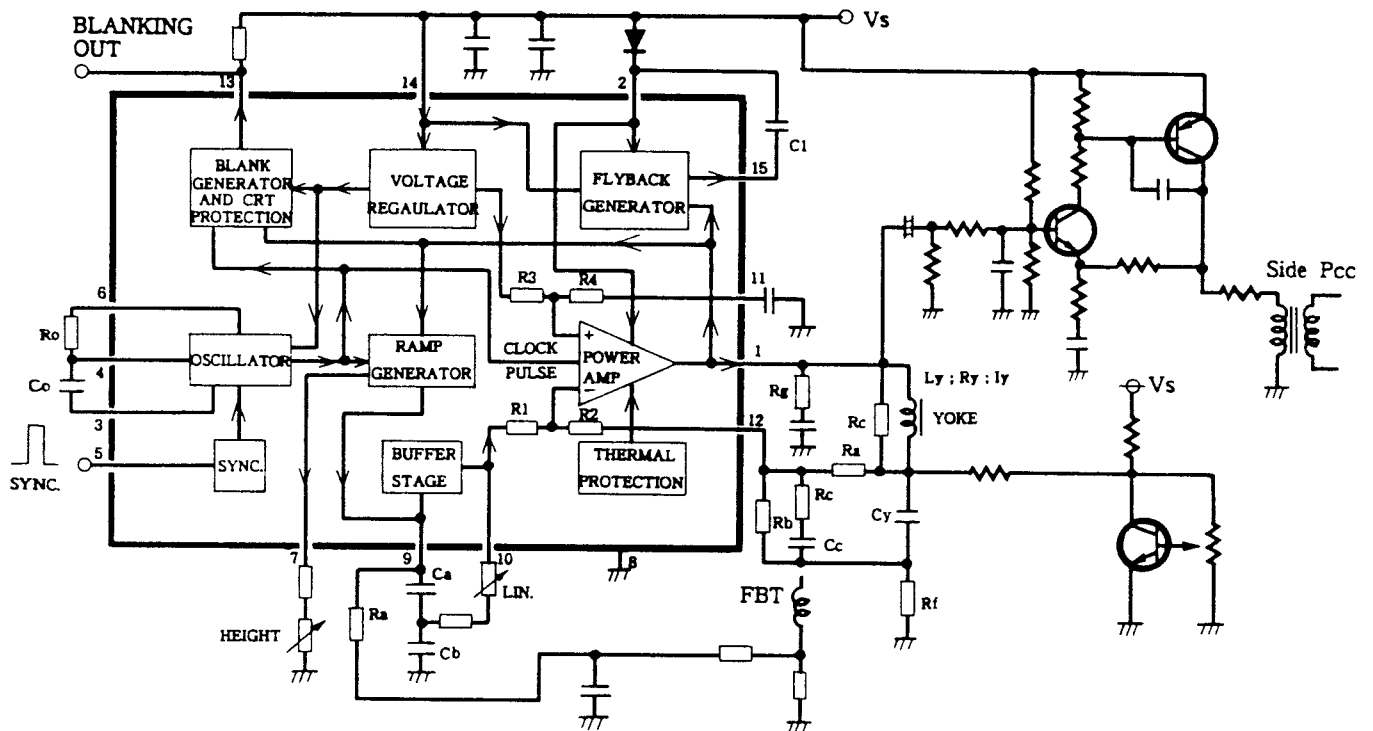 BLANKING
OUT
Vs
13
14
2
C1
15
BLANK
GENERATOR
AND CRT
PROTECTION
VOLTAGE
REGAULATOR
FLYBACK
GENERATOR
6
Ro
4
Co
3
5
SYNC.
OSCILLATOR
SYNC.
RAMP
GENERATOR
CLOCK
PULSE
R3
R4
11
+
POWER
AMP
−
1
R1
R2
12
BUFFER
STAGE
THERMAL
PROTECTION
Rg
Rc
Ly ; Ry : Iy
YOKE
Ra
Rb
Rc
Cc
Cy
Rf
FBT
Side Pcc
Vs
7
9
10
8
Ca
LIN.
Ra
HEIGHT
Cb